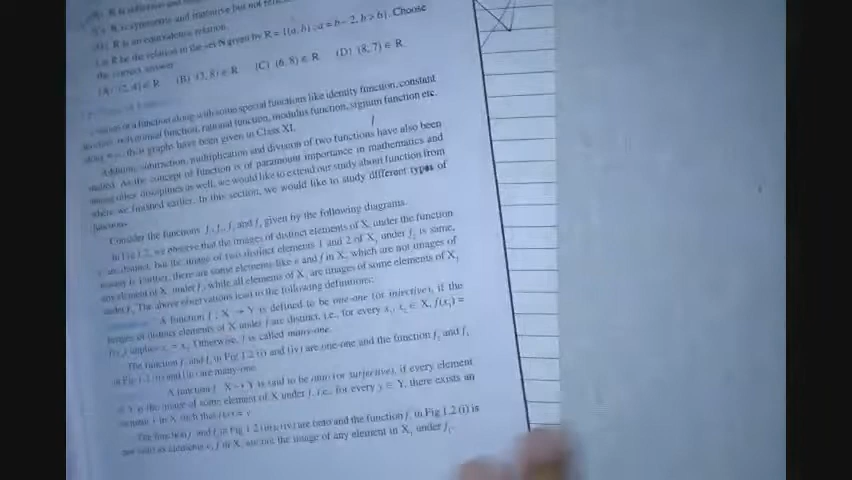 R is symmetric and transitive but not
R is an equivalence relation.
R be the relation in the set N given by R = {(a, b) : a = b – 2, b > 6}. Choose
the correct answer.
(A) (2, 4) ∈ R (B) (3, 8) ∈ R (C) (6, 8) ∈ R (D) (8, 7) ∈ R
of a function along with some special functions like identity function, constant
polynomial function, rational function, modulus function, signum function etc.
along with their graphs have been given in Class XI.
Addition, subtraction, multiplication and division of two functions have also been
studied. As the concept of function is of paramount importance in mathematics and
among other disciplines as well, we would like to extend our study about function from
where we finished earlier. In this section, we would like to study different types of
functions.
Consider the functions f₁, f₂, f₃ and f₄ given by the following diagrams.
In Fig 1.2, we observe that the images of distinct elements of X₁ under the function
f₁ are distinct, but the image of two distinct elements 1 and 2 of X₁ under f₂ is same,
Further, there are some elements like e and f in X₂ which are not images of
any element of X₁ under f₁, while all elements of X₃ are images of some elements of X₁
under f₃. The above observations lead to the following definitions:
A function f : X → Y is defined to be one-one (or injective), if the
images of distinct elements of X under f are distinct, i.e., for every x₁, x₂ ∈ X, f(x₁) =
f(x₂) implies x₁ = x₂. Otherwise, f is called many-one.
The function f₁ and f₄ in Fig 1.2 (i) and (iv) are one-one and the function f₂ and f₃
in Fig 1.2 (ii) and (iii) are many-one.
A function f : X → Y is said to be onto (or surjective), if every element
of Y is the image of some element of X under f, i.e., for every y ∈ Y, there exists an
element x in X such that f(x) = y.
The function f₃ and f₄ in Fig 1.2 (iii), (iv) are onto and the function f₁ in Fig 1.2 (i) is
not onto as elements e, f in X₂ are not the image of any element in X₁ under f₁.